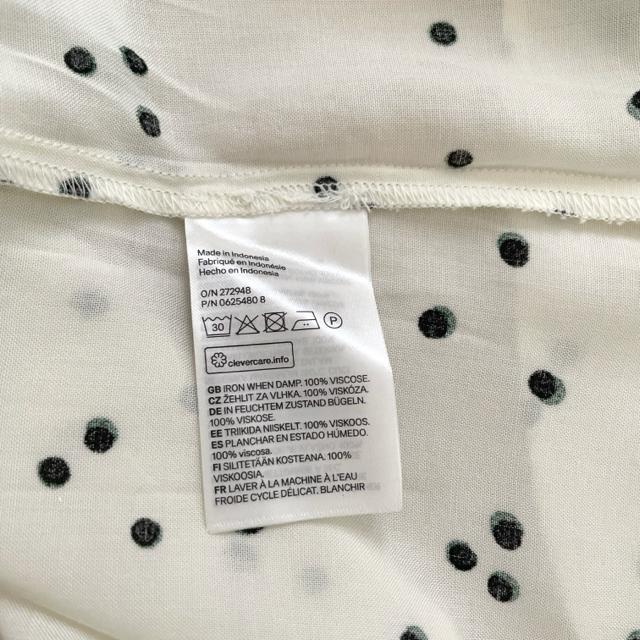 Made in Indonesia
Fabriqué en Indonésie
Hecho en Indonesia
O/N 272948
P/N 0625480 8
30
P
clevercare.info
GB IRON WHEN DAMP. 100% VISCOSE.
CZ ŽEHLIT ZA VLHKA. 100% VISKÓZA.
DE IN FEUCHTEM ZUSTAND BÜGELN.
100% VISKOSE.
EE TRIIKIDA NIISKELT. 100% VISKOOS.
ES PLANCHAR EN ESTADO HÚMEDO.
100% viscosa.
FI SILITETÄÄN KOSTEANA. 100%
VISKOOSIA.
FR LAVER À LA MACHINE À L'EAU
FROIDE CYCLE DÉLICAT. BLANCHIR